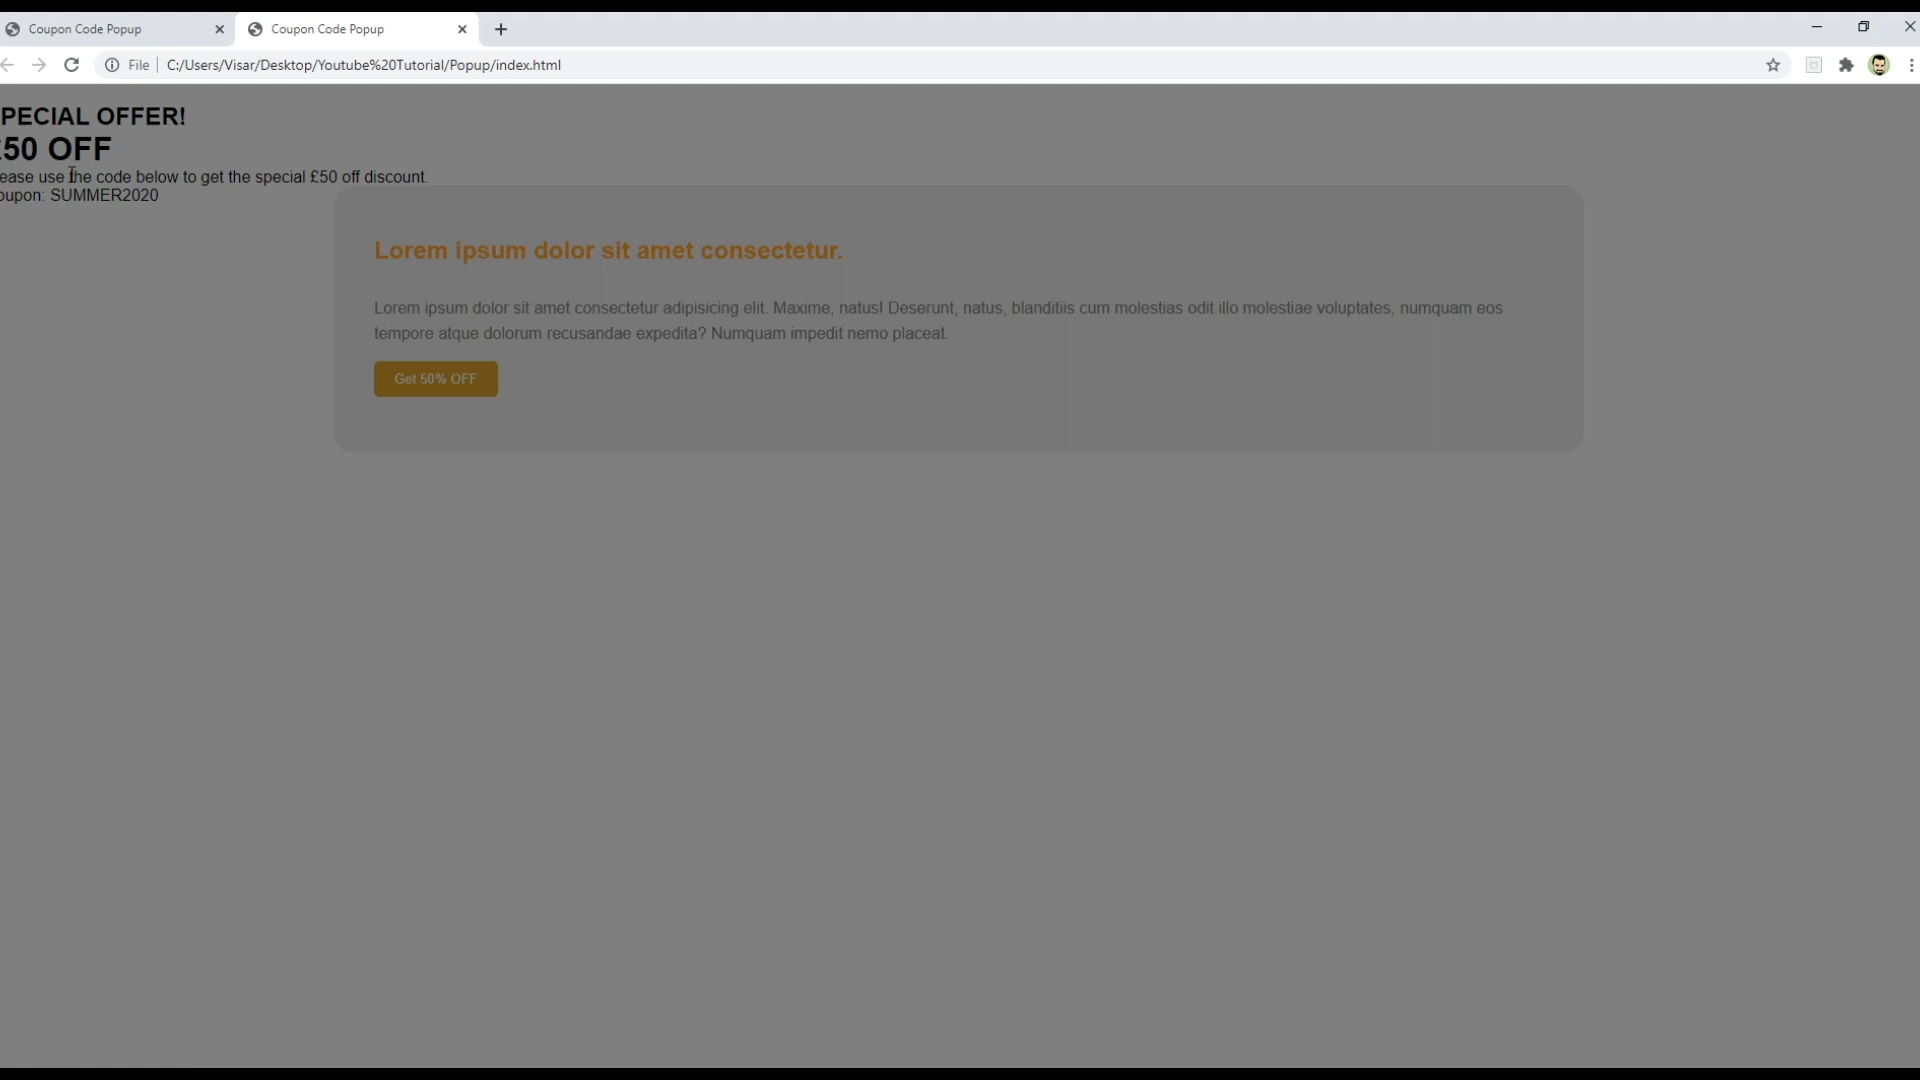 Coupon Code Popup
Coupon Code Popup
File
C:/Users/Visar/Desktop/Youtube%20Tutorial/Popup/index.html
PECIAL OFFER!
£50 OFF
ease use the code below to get the special £50 off discount.
oupon: SUMMER2020
Lorem ipsum dolor sit amet consectetur.
Lorem ipsum dolor sit amet consectetur adipisicing elit. Maxime, natus! Deserunt, natus, blanditiis cum molestias odit illo molestiae voluptates, numquam eos
tempore atque dolorum recusandae expedita? Numquam impedit nemo placeat.
Get 50% OFF